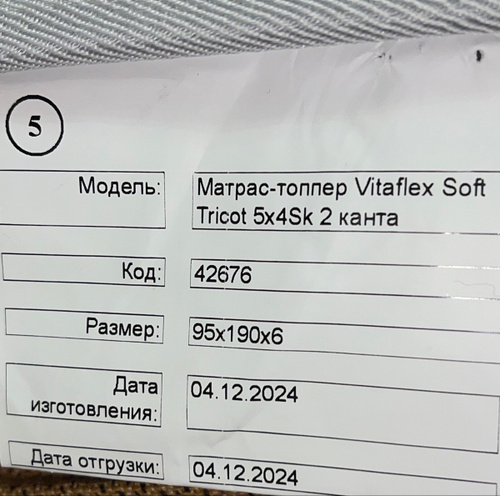 5
Модель: Матрас-топпер Vitaflex Soft
Tricot 5x4Sk 2 канта
Код: 42676
Размер: 95x190x6
Дата
изготовления: 04.12.2024
Дата отгрузки: 04.12.2024